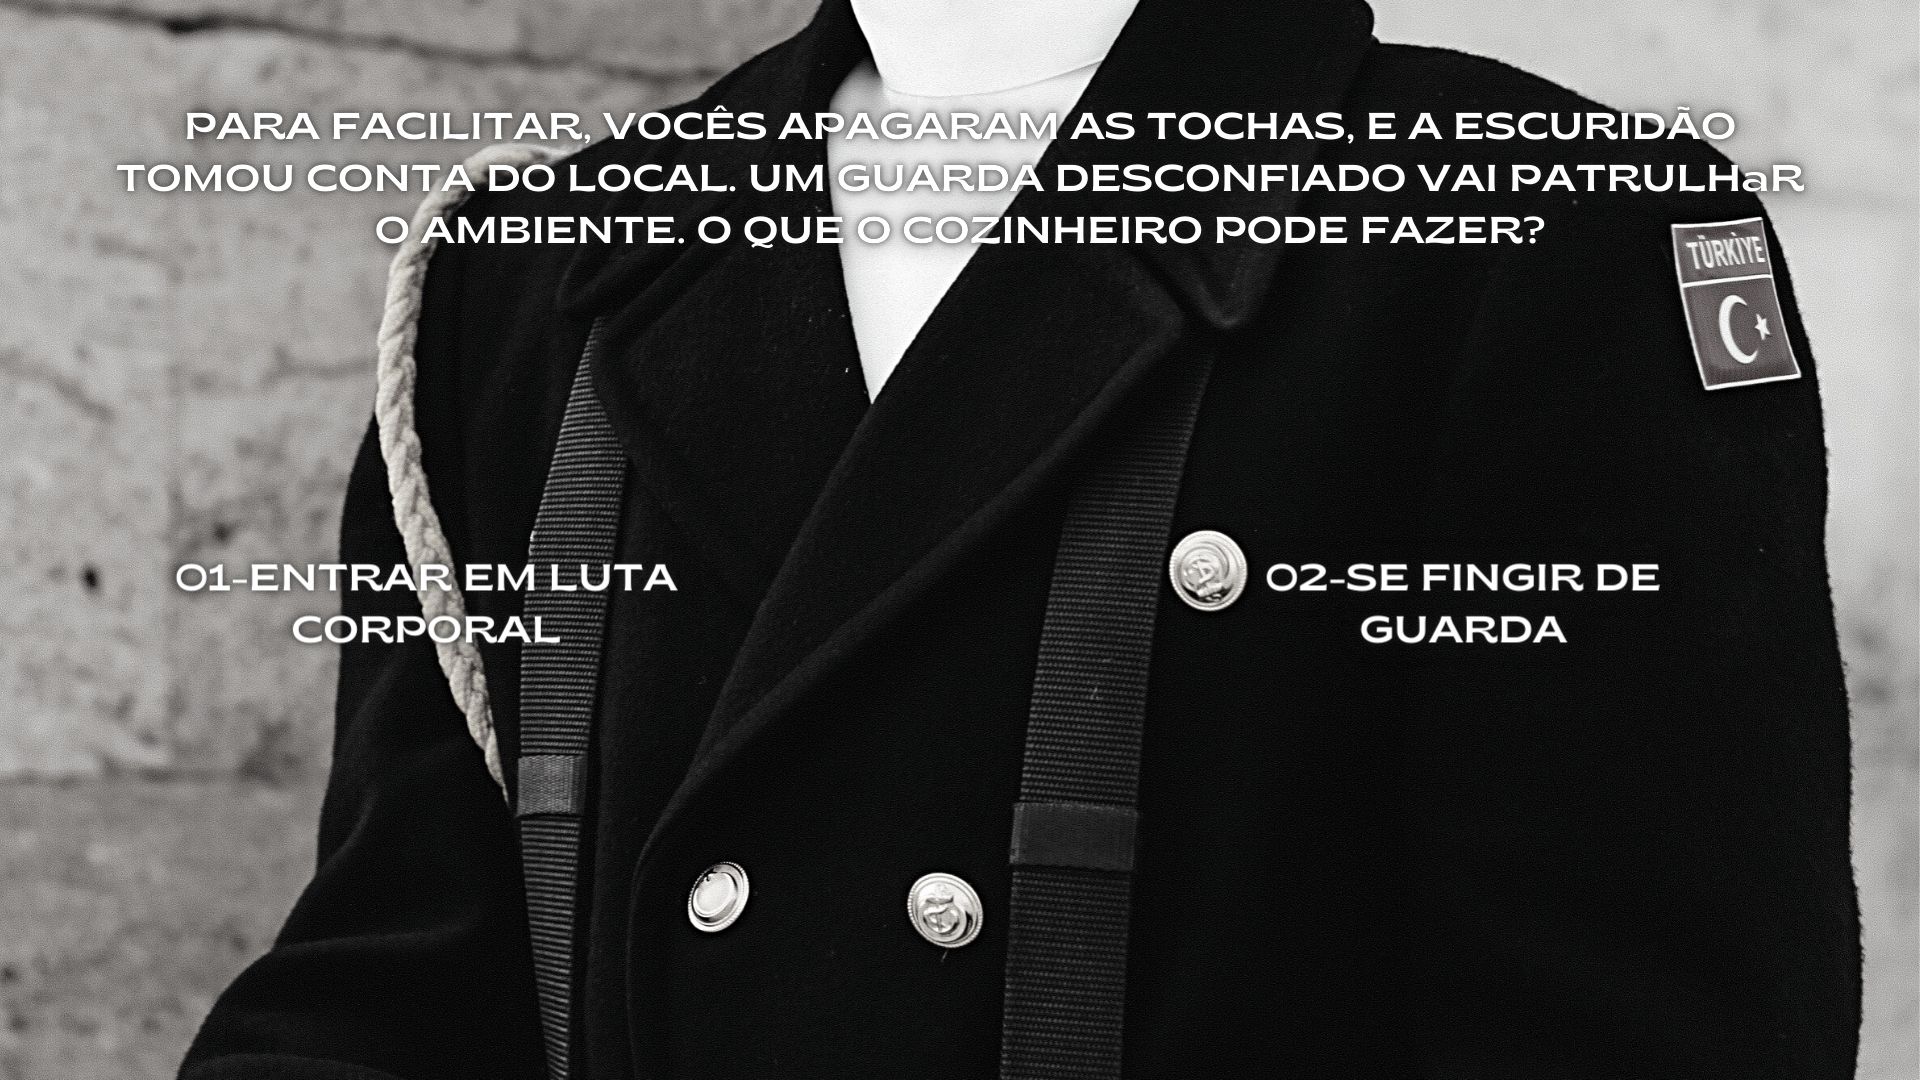 PARA FACILITAR, VOCÊS APAGARAM AS TOCHAS, E A ESCURIDÃO
TOMOU CONTA DO LOCAL. UM GUARDA DESCONFIADO VAI PATRULHaR
O AMBIENTE. O QUE O COZINHEIRO PODE FAZER?
TÜRKİYE
01-ENTRAR EM LUTA
CORPORAL
02-SE FINGIR DE
GUARDA